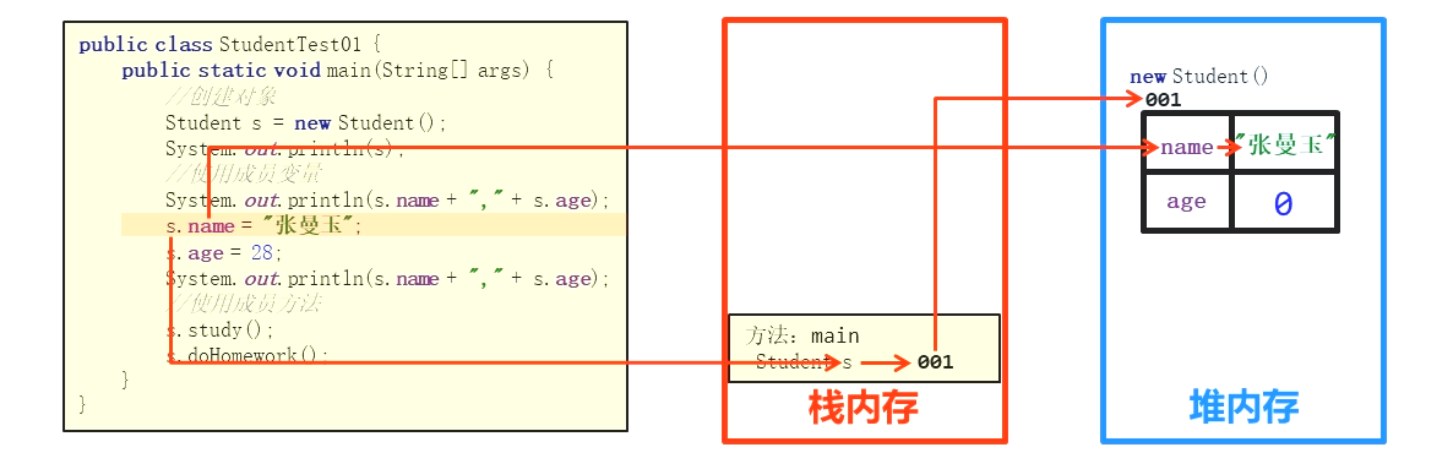 public class StudentTest01 {
public static void main(String[] args) {
//创建对象
Student s = new Student();
System.out.println(s);
//使用成员变量
System.out.println(s.name + "," + s.age);
s.name = "张曼玉";
s.age = 28;
System.out.println(s.name + "," + s.age);
//使用成员方法
s.study();
s.doHomework();
}
}
方法：main
Student s 001
栈内存
new Student()
001
name "张曼玉"
age 0
堆内存